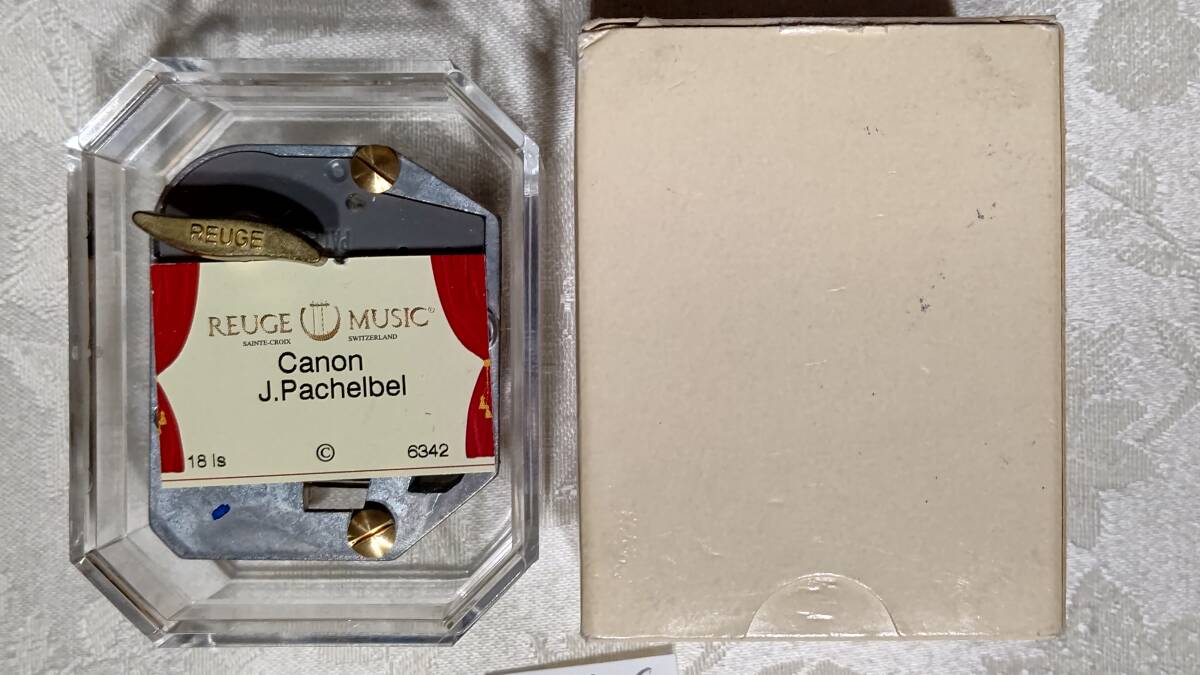 REUGE
REUGE MUSIC
SAINTE-CROIX SWITZERLAND
Canon
J.Pachelbel
18 ls © 6342